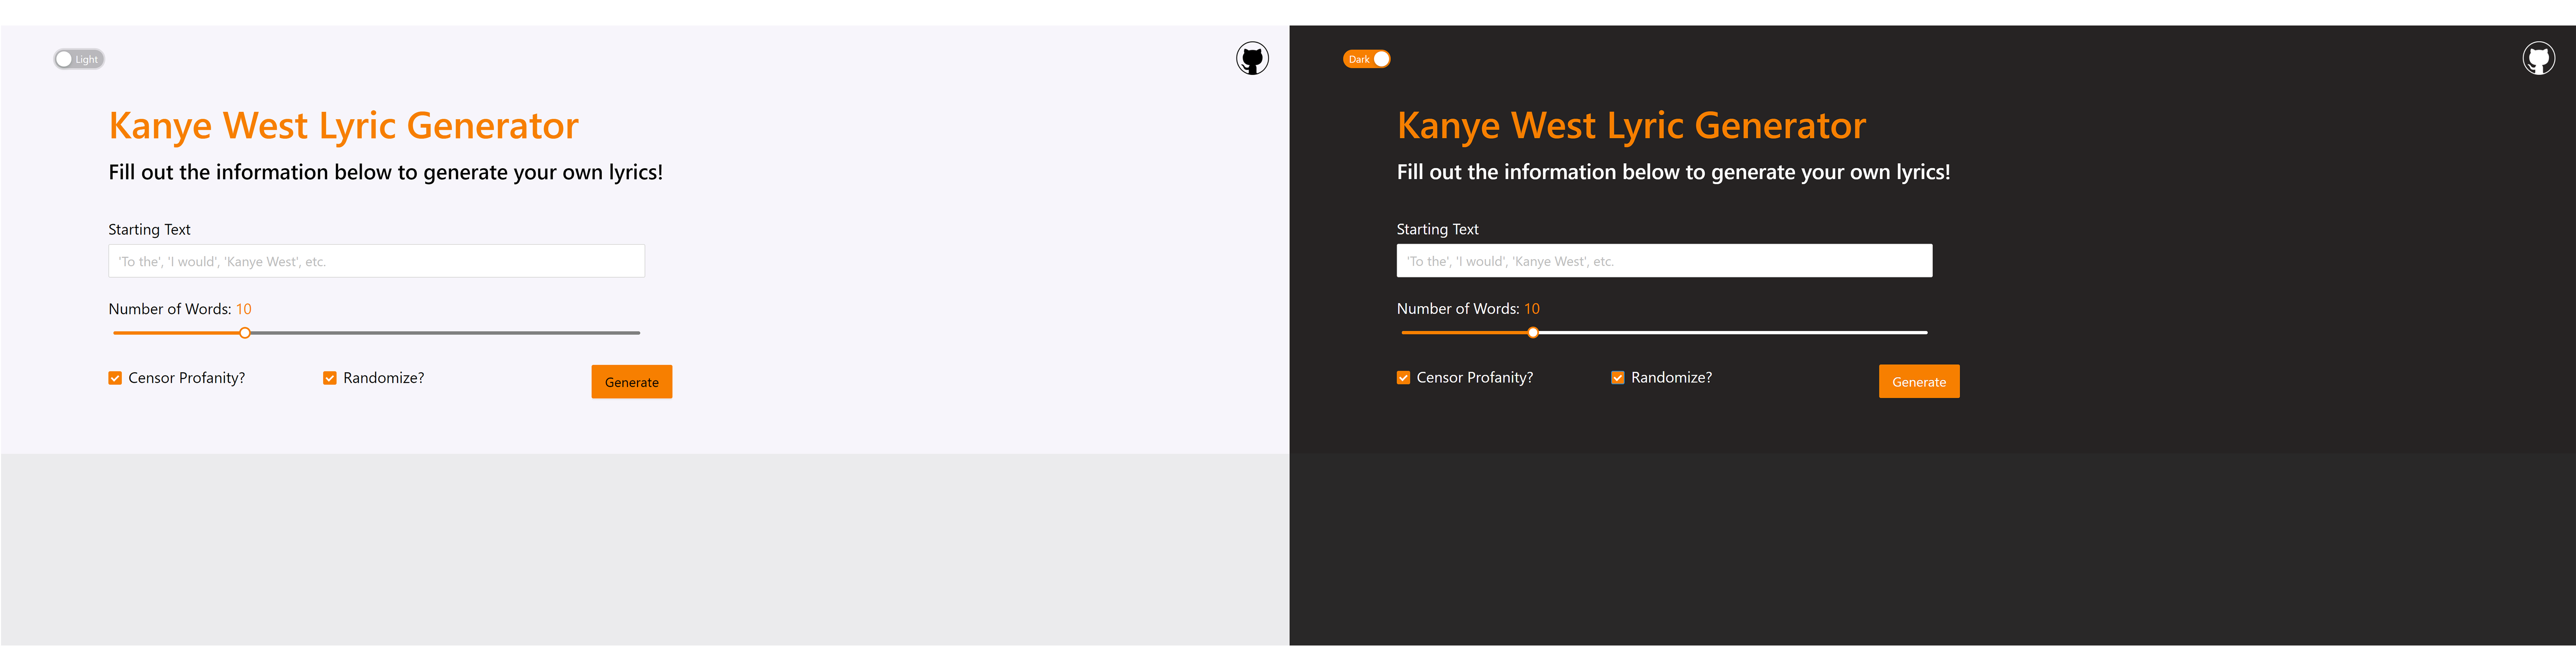 Light
Kanye West Lyric Generator
Fill out the information below to generate your own lyrics!
Starting Text
'To the', 'I would', 'Kanye West', etc.
Number of Words: 10
Censor Profanity?
Randomize?
Generate
Dark
Kanye West Lyric Generator
Fill out the information below to generate your own lyrics!
Starting Text
'To the', 'I would', 'Kanye West', etc.
Number of Words: 10
Censor Profanity?
Randomize?
Generate